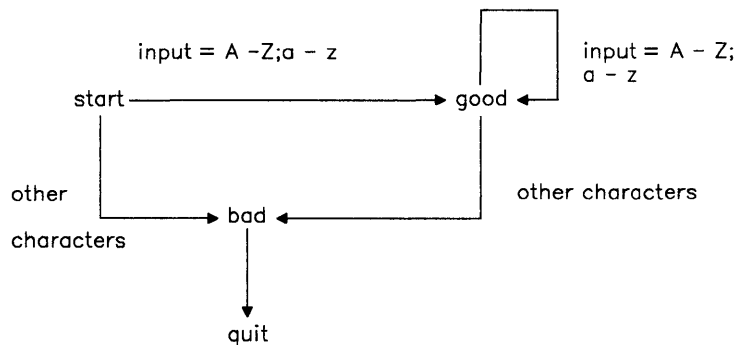 input = A -Z;a - z
input = A - Z;
a - z
start
good
other
characters
other characters
bad
quit